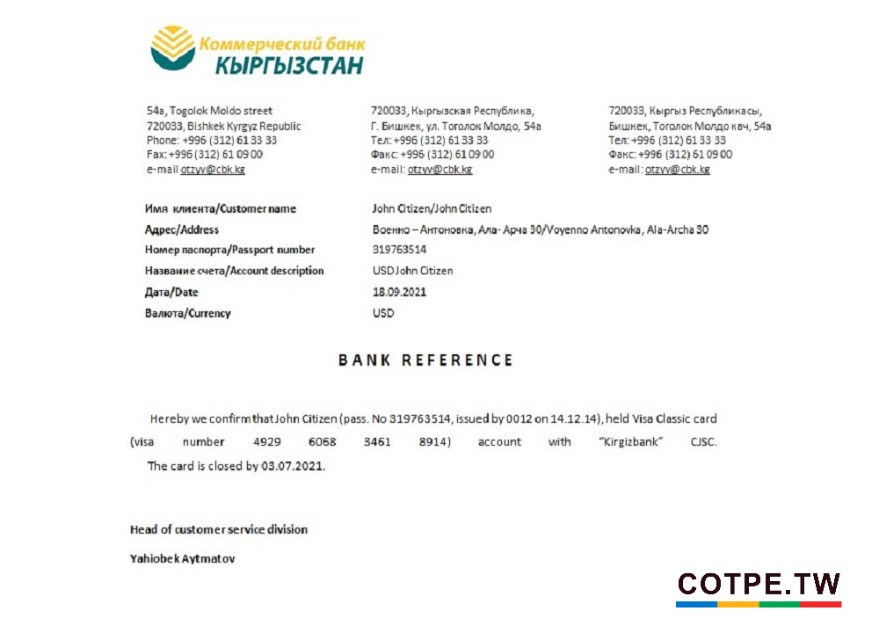 Коммерческий банк
КЫРГЫЗСТАН
54a, Togolok Moldo street
720033, Bishkek Kyrgyz Republic
Phone: +996 (312) 61 33 33
Fax: +996 (312) 61 09 00
e-mail otzyv@cbk.kg
720033, Кыргызская Республика,
Г. Бишкек, ул. Тоголок Молдо, 54а
Тел: +996 (312) 61 33 33
Факс: +996 (312) 61 09 00
e-mail: otzyv@cbk.kg
720033, Кыргыз Республикасы,
Бишкек, Тоголок Молдо квч, 54а
Тел: +996 (312) 61 33 33
Факс: +996 (312) 61 09 00
e-mail: otzyv@cbk.kg
Имя клиента/Customer name John Citizen/John Citizen
Адрес/Address Военно – Антоновка, Ала- Арча 30/Voyenno Antonovka, Ala-Archa 30
Номер паспорта/Passport number 319763514
Название счета/Account description USD John Citizen
Дата/Date 18.09.2021
Валюта/Currency USD
BANK REFERENCE
Hereby we confirm that John Citizen (pass. No 319763514, issued by 0012 on 14.12.14), held Visa Classic card
(visa number 4929 6068 3461 8914) account with "Kirgizbank" CJSC.
The card is closed by 03.07.2021.
Head of customer service division
Yahiobek Aytmatov
COTPE.TW